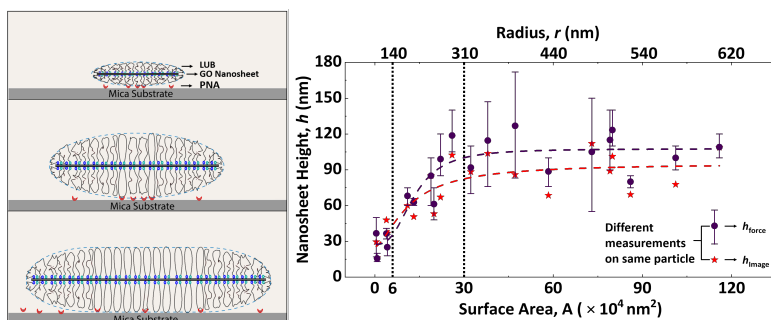 LUB
GO Nanosheet
PNA
Mica Substrate
Mica Substrate
Mica Substrate
Radius, r (nm)
140 310 440 540 620
Nanosheet Height, h (nm)
180
150
120
90
60
30
0
0 6 30 60 90 120
Surface Area, A ( × 10⁴ nm²)
Different
measurements
on same particle
h force
h Image